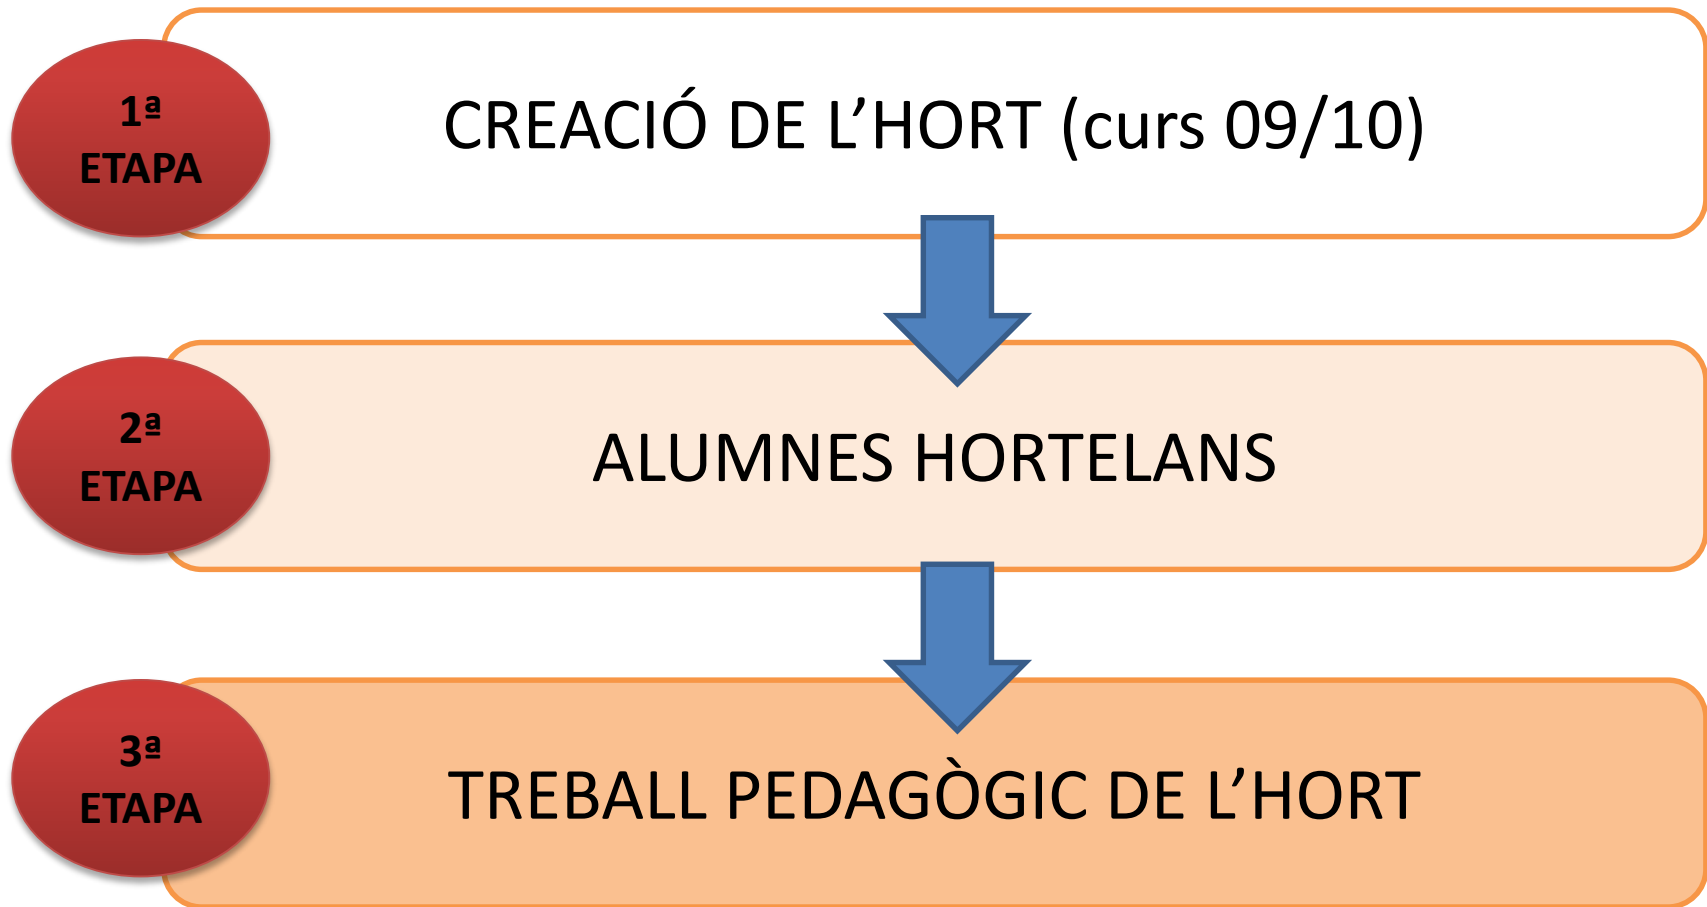 1ª
ETAPA
CREACIÓ DE L’HORT (curs 09/10)
2ª
ETAPA
ALUMNES HORTELANS
3ª
ETAPA
TREBALL PEDAGÒGIC DE L’HORT